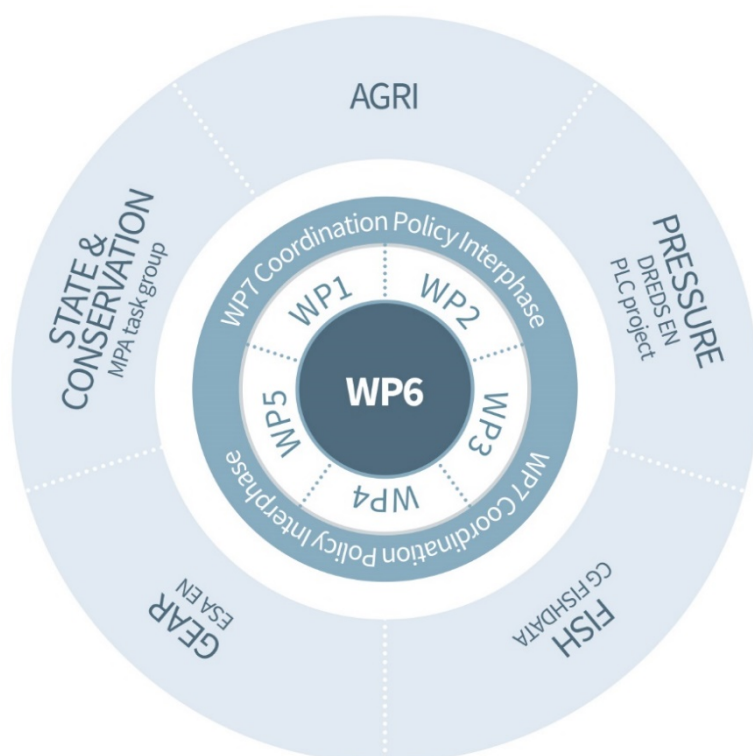 AGRI
PRESSURE
DREDS EN
PLC project
FISH
CG FISHDATA
GEAR
ESA EN
STATE &
CONSERVATION
MPA task group
WP7 Coordination Policy Interphase
WP7 Coordination Policy Interphase
WP1
WP2
WP3
WP4
WP5
WP6